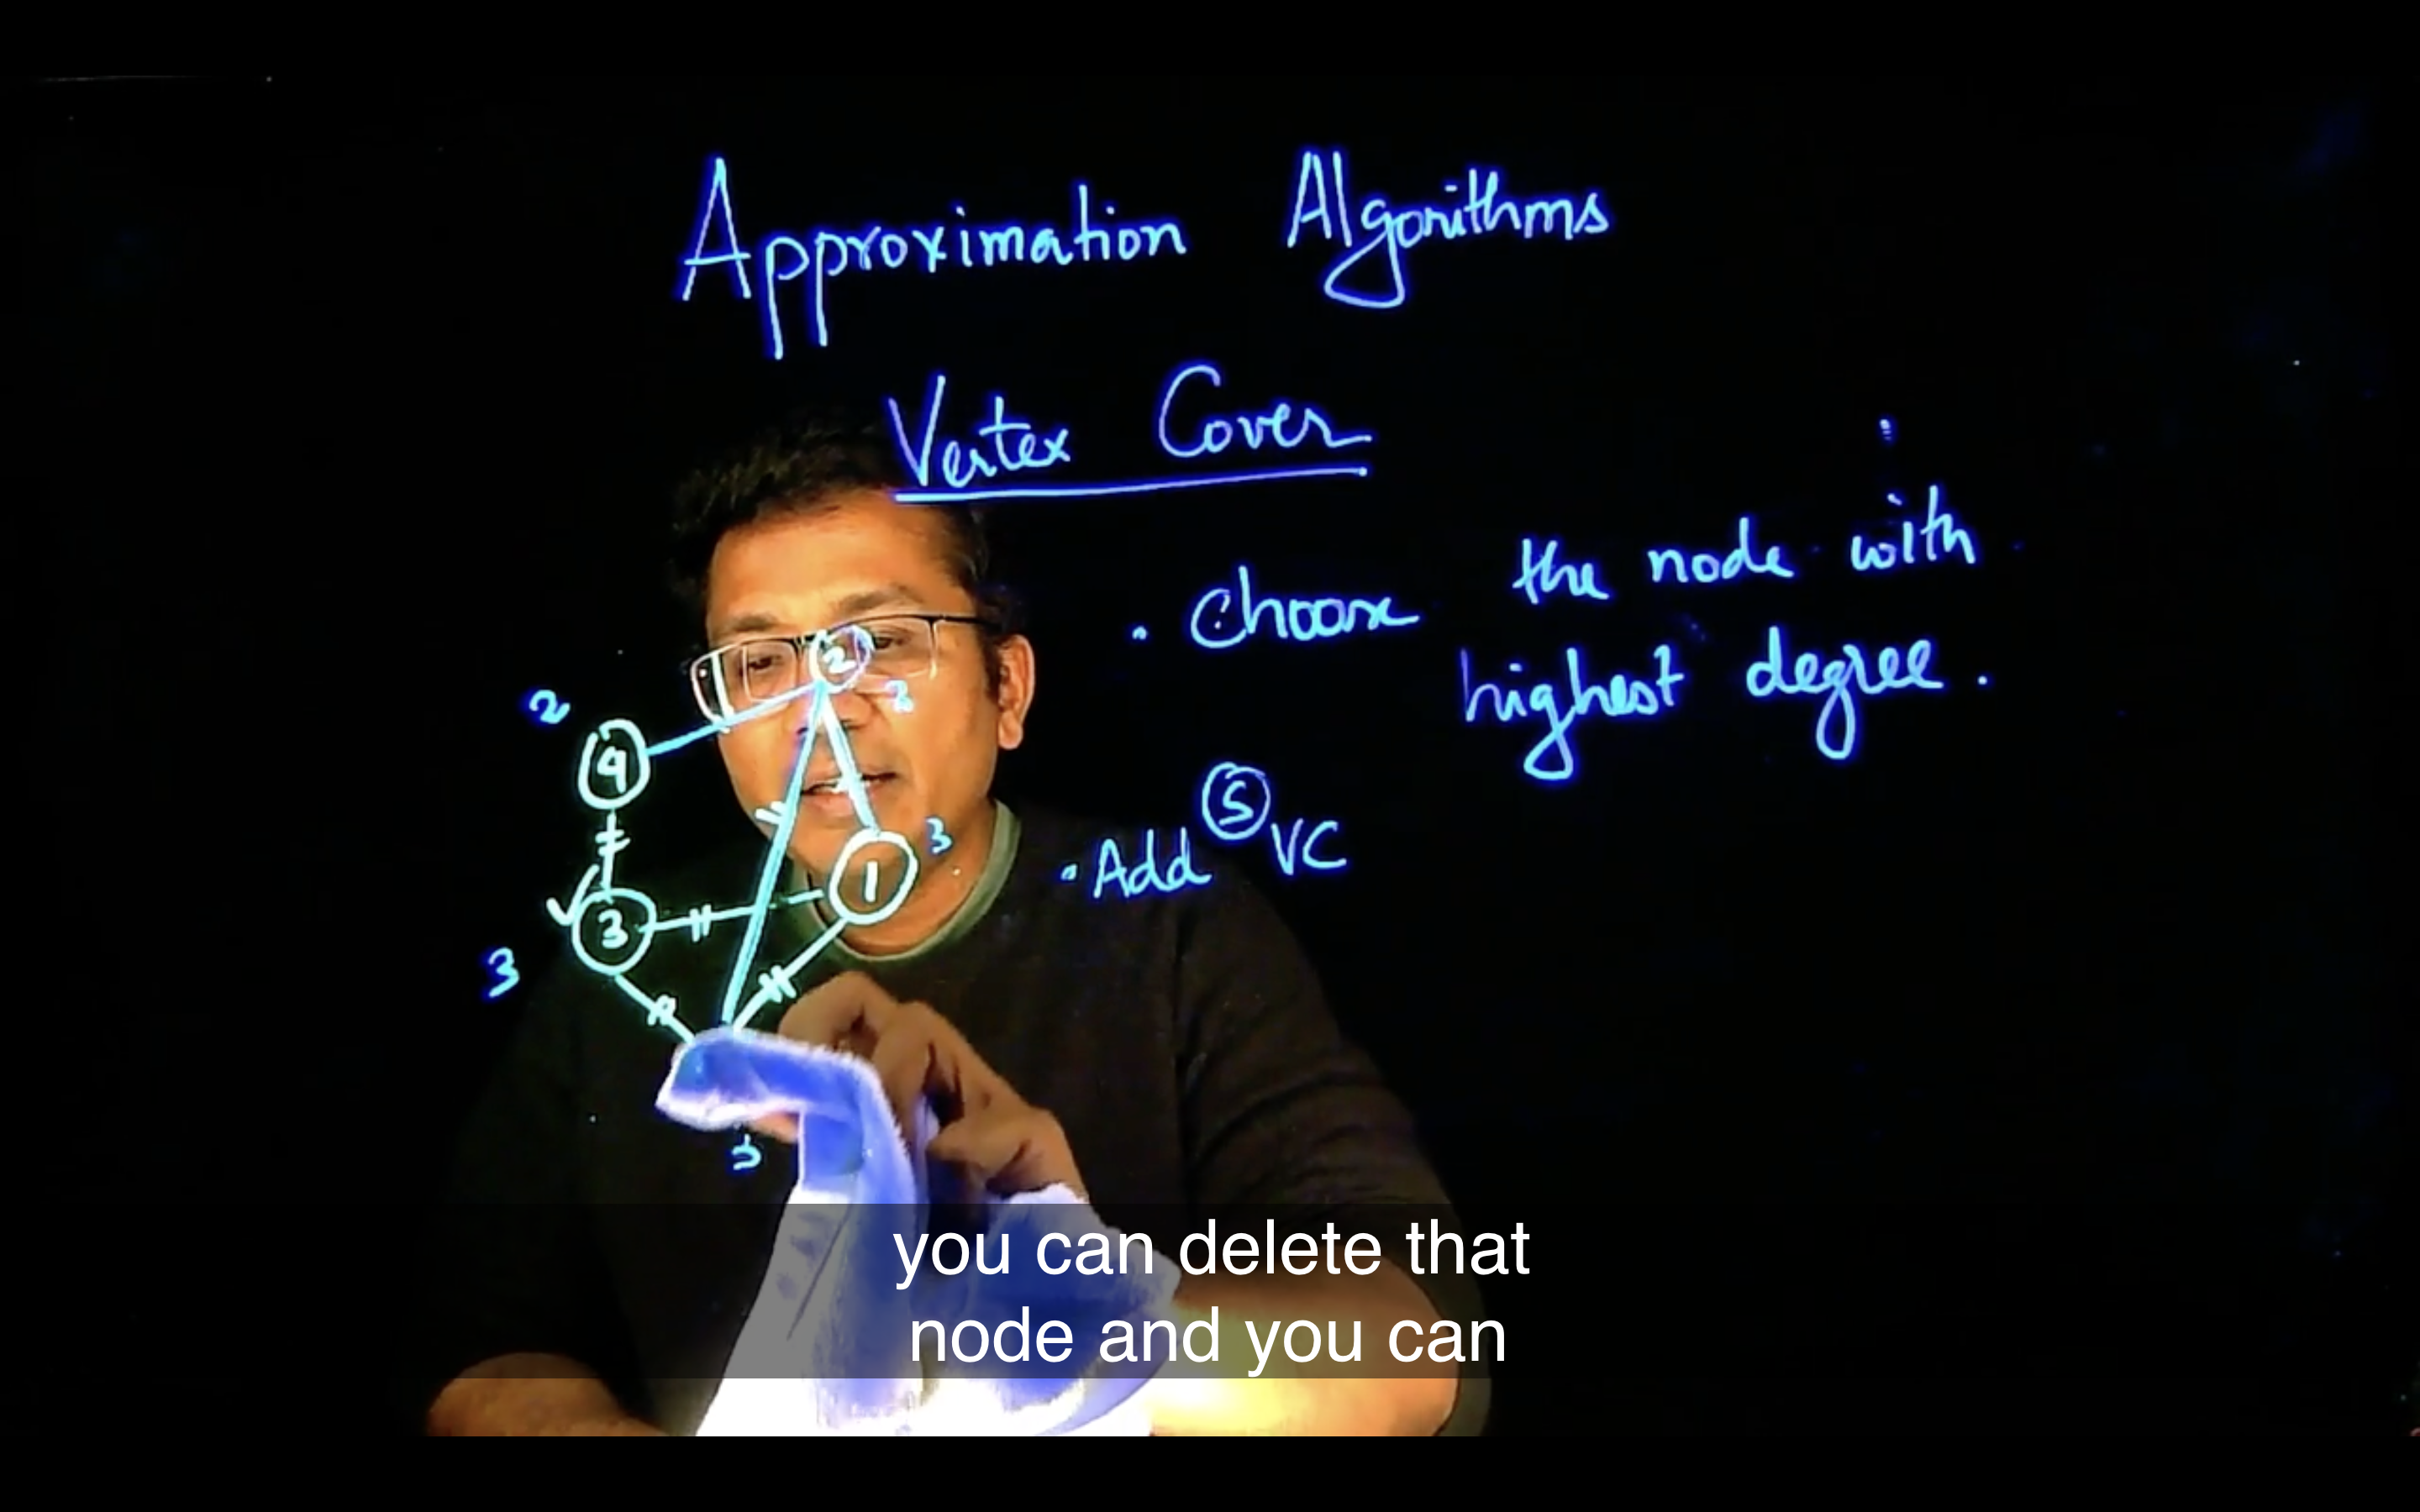 Approximation Algorithms
Vertex Cover
• Choose the node with
highest degree.
2
2
3
4
• Add 5 VC
3
1
3
3
3
you can delete that
node and you can